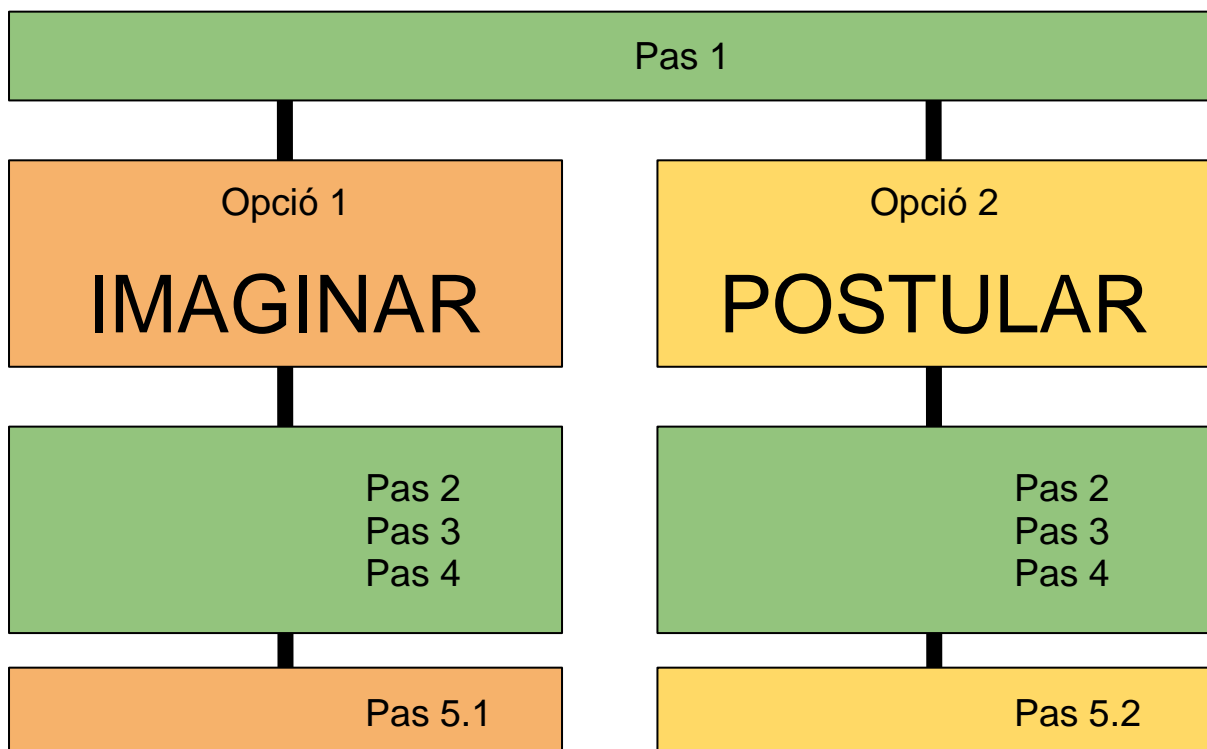 Pas 1
Opció 1
IMAGINAR
Pas 2
Pas 3
Pas 4
Pas 5.1
Opció 2
POSTULAR
Pas 2
Pas 3
Pas 4
Pas 5.2